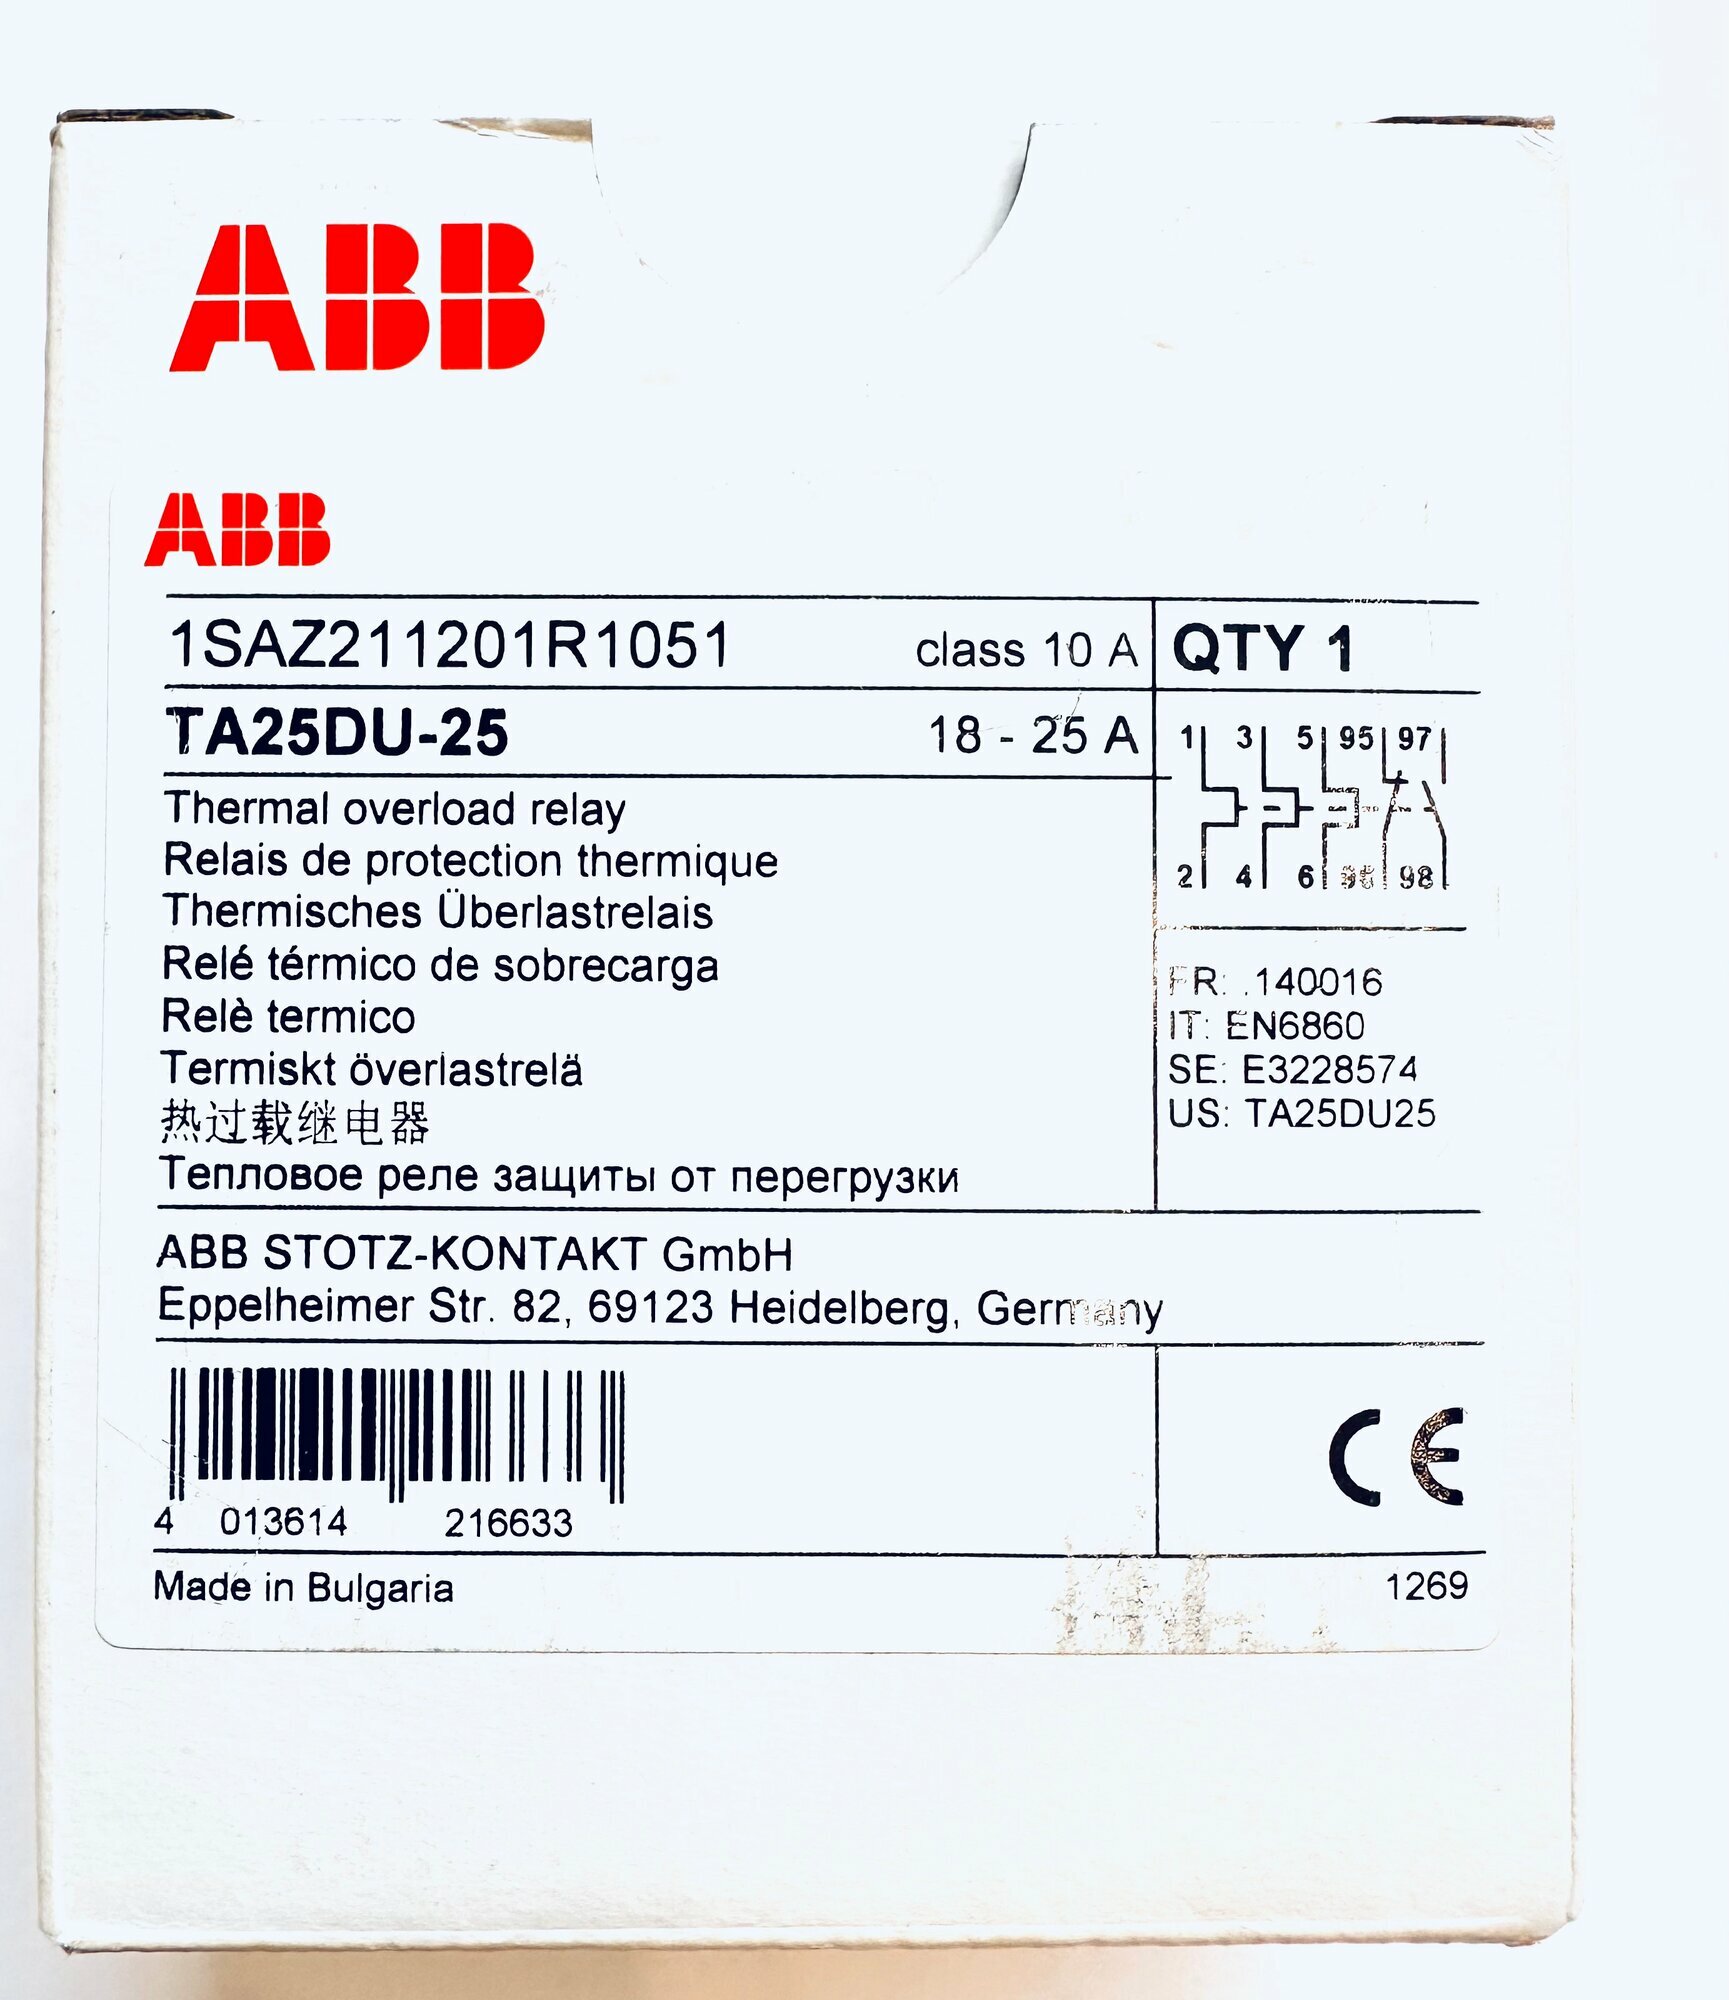 ABB
ABB
1SAZ211201R1051 class 10 A QTY 1
TA25DU-25 18 - 25 A
1 3 5 95 97
2 4 6 98
Thermal overload relay
Relais de protection thermique
Thermisches Überlastrelais
Relé térmico de sobrecarga
Relè termico
Termiskt överlastrelä
热过载继电器
Тепловое реле защиты от перегрузки
FR: .140016
IT: EN6860
SE: E3228574
US: TA25DU25
ABB STOTZ-KONTAKT GmbH
Eppelheimer Str. 82, 69123 Heidelberg, Germany
CE
4 013614 216633
Made in Bulgaria 1269